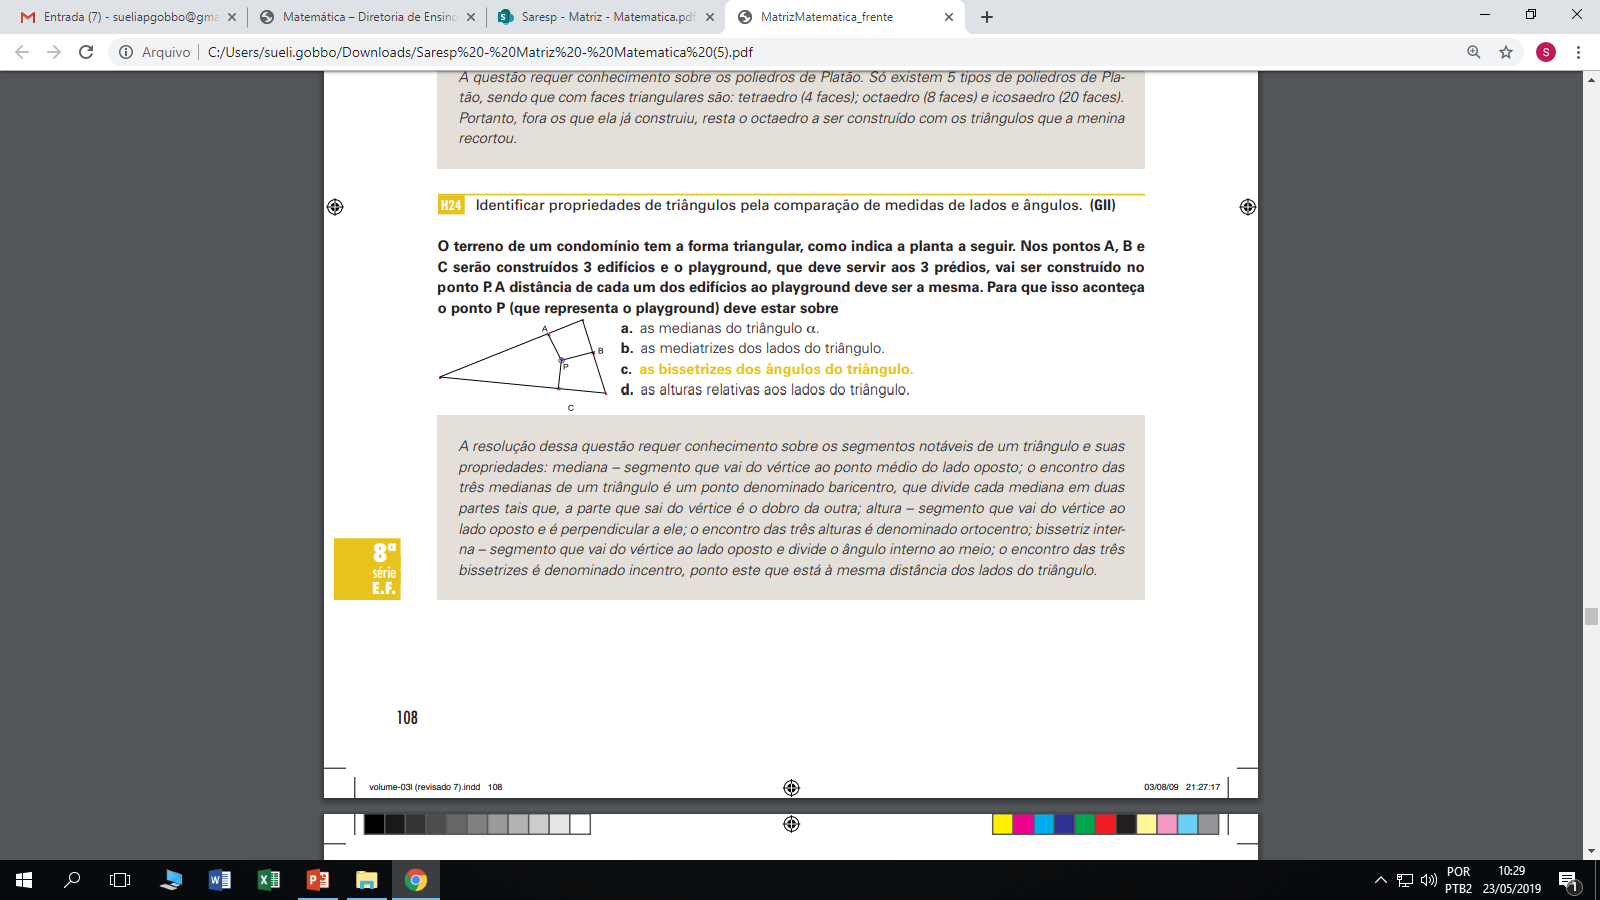 Entrada (7) - sueliapgobbo@gma
Matemática – Diretoria de Ensino
Saresp - Matriz - Matematica.pdf
MatrizMatematica_frente
Arquivo
C:/Users/sueli.gobbo/Downloads/Saresp%20-%20Matriz%20-%20Matematica%20(5).pdf
S
A questão requer conhecimento sobre os poliedros de Platão. Só existem 5 tipos de poliedros de Pla-
tão, sendo que com faces triangulares são: tetraedro (4 faces); octaedro (8 faces) e icosaedro (20 faces).
Portanto, fora os que ela já construiu, resta o octaedro a ser construído com os triângulos que a menina
recortou.
H24 Identificar propriedades de triângulos pela comparação de medidas de lados e ângulos. (GII)
O terreno de um condomínio tem a forma triangular, como indica a planta a seguir. Nos pontos A, B e
C serão construídos 3 edifícios e o playground, que deve servir aos 3 prédios, vai ser construído no
ponto P. A distância de cada um dos edifícios ao playground deve ser a mesma. Para que isso aconteça
o ponto P (que representa o playground) deve estar sobre
A
B
P
C
a. as medianas do triângulo α.
b. as mediatrizes dos lados do triângulo.
c. as bissetrizes dos ângulos do triângulo.
d. as alturas relativas aos lados do triângulo.
A resolução dessa questão requer conhecimento sobre os segmentos notáveis de um triângulo e suas
propriedades: mediana – segmento que vai do vértice ao ponto médio do lado oposto; o encontro das
três medianas de um triângulo é um ponto denominado baricentro, que divide cada mediana em duas
partes tais que, a parte que sai do vértice é o dobro da outra; altura – segmento que vai do vértice ao
lado oposto e é perpendicular a ele; o encontro das três alturas é denominado ortocentro; bissetriz inter-
na – segmento que vai do vértice ao lado oposto e divide o ângulo interno ao meio; o encontro das três
bissetrizes é denominado incentro, ponto este que está à mesma distância dos lados do triângulo.
8ª
série
E.F.
108
volume-03l (revisado 7).indd 108
03/08/09 21:27:17
POR
PTB2
10:29
23/05/2019
1